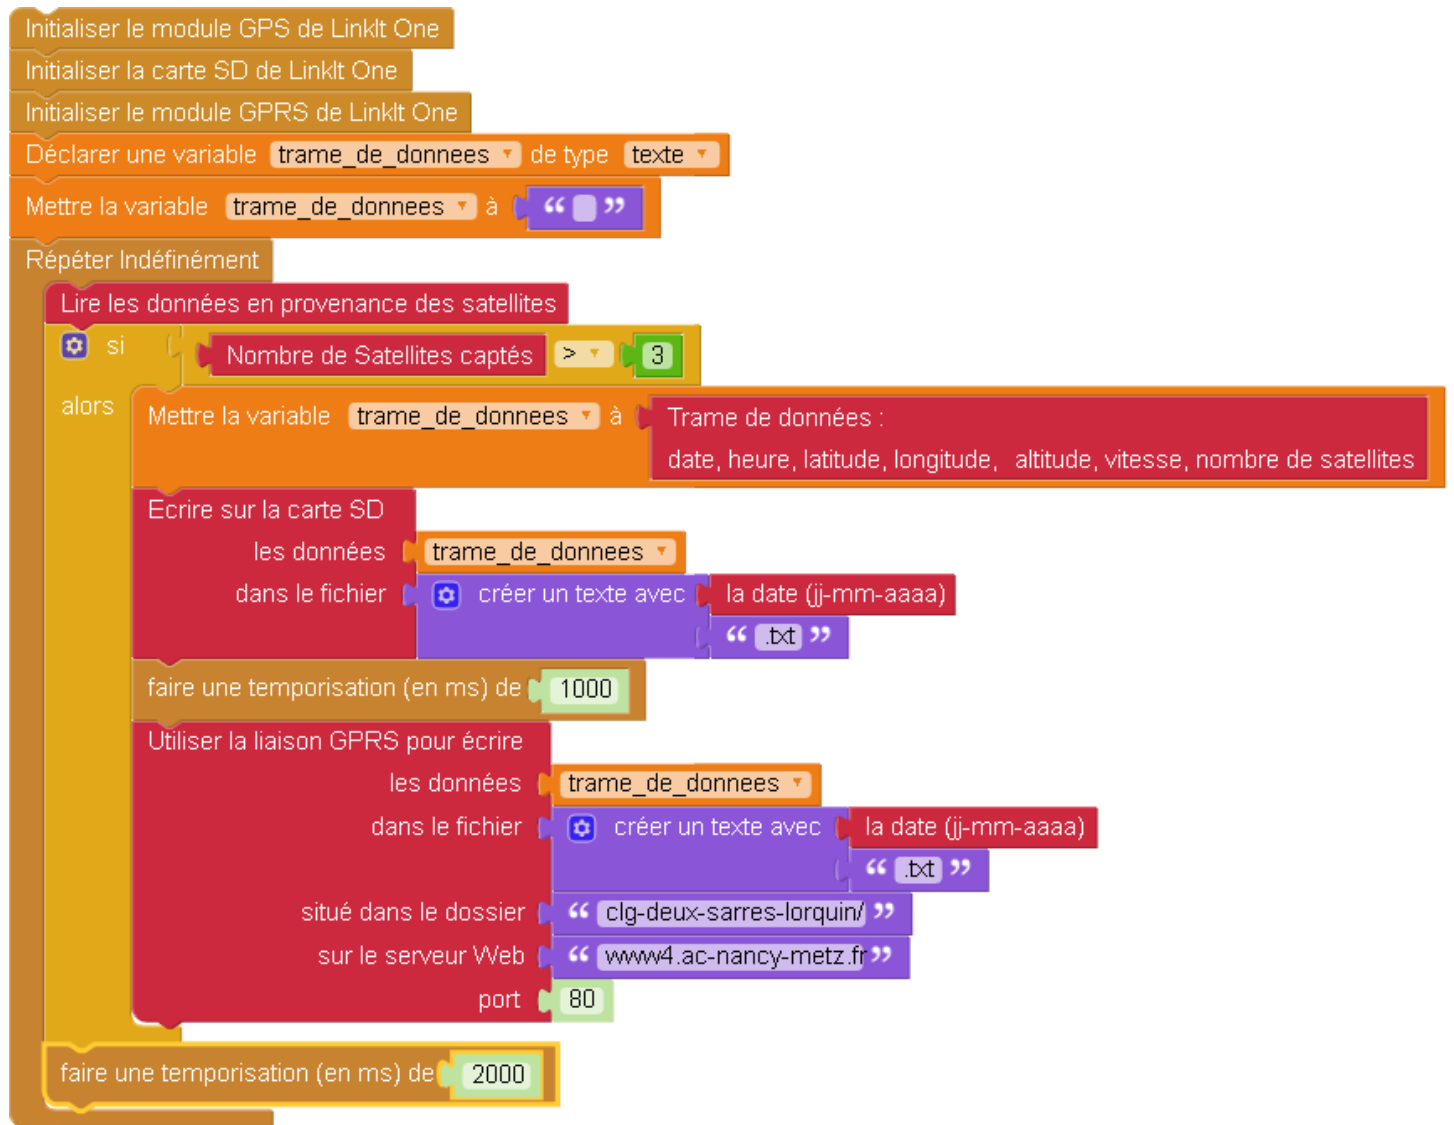 Initialiser le module GPS de LinkIt One
Initialiser la carte SD de LinkIt One
Initialiser le module GPRS de LinkIt One
Déclarer une variable trame_de_donnees de type texte
Mettre la variable trame_de_donnees à “ ”
Répéter Indéfinément
Lire les données en provenance des satellites
si Nombre de Satellites captés > 3
alors Mettre la variable trame_de_donnees à Trame de données :
date, heure, latitude, longitude, altitude, vitesse, nombre de satellites
Ecrire sur la carte SD
les données trame_de_donnees
dans le fichier créer un texte avec la date (jj-mm-aaaa)
“ .txt ”
faire une temporisation (en ms) de 1000
Utiliser la liaison GPRS pour écrire
les données trame_de_donnees
dans le fichier créer un texte avec la date (jj-mm-aaaa)
“ .txt ”
situé dans le dossier “ clg-deux-sarres-lorquin/ ”
sur le serveur Web “ www4.ac-nancy-metz.fr ”
port 80
faire une temporisation (en ms) de 2000